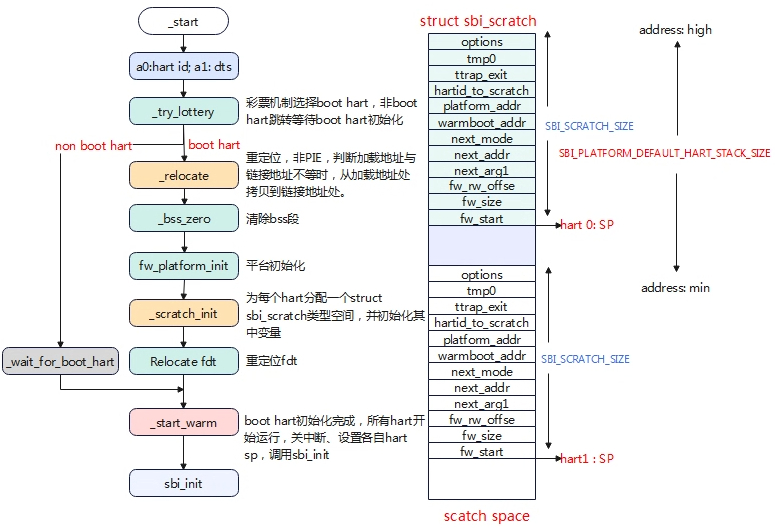 _start
a0:hart id; a1: dts
_try_lottery
彩票机制选择boot hart，非boot
hart跳转等待boot hart初始化
non boot hart
boot hart
_relocate
重定位，非PIE，判断加载地址与
链接地址不等时，从加载地址处
拷贝到链接地址处。
_bss_zero
清除bss段
fw_platform_init
平台初始化
_scratch_init
为每个hart分配一个struct
sbi_scratch类型空间，并初始化其
中变量
_wait_for_boot_hart
Relocate fdt
重定位fdt
_start_warm
boot hart初始化完成，所有hart开
始运行，关中断、设置各自hart
sp，调用sbi_init
sbi_init
struct sbi_scratch
options
tmp0
ttrap_exit
hartid_to_scratch
platform_addr
warmboot_addr
next_mode
next_addr
next_arg1
fw_rw_offse
fw_size
fw_start
options
tmp0
ttrap_exit
hartid_to_scratch
platform_addr
warmboot_addr
next_mode
next_addr
next_arg1
fw_rw_offse
fw_size
fw_start
scatch space
SBI_SCRATCH_SIZE
hart 0: SP
SBI_SCRATCH_SIZE
hart1 : SP
address: high
SBI_PLATFORM_DEFAULT_HART_STACK_SIZE
address: min